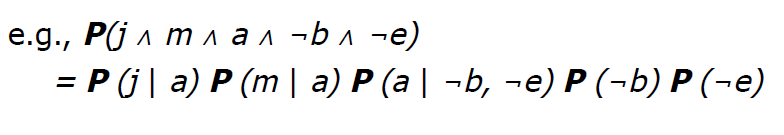 e.g., P(j ∧ m ∧ a ∧ ¬b ∧ ¬e)
= P (j | a) P (m | a) P (a | ¬b, ¬e) P (¬b) P (¬e)